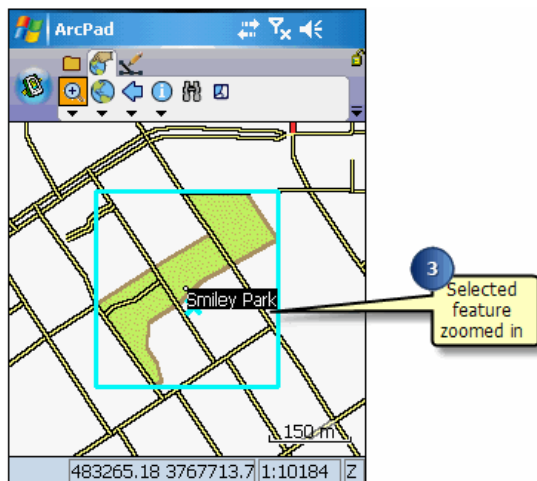 ArcPad
Smiley Park
3
Selected
feature
zoomed in
150 m
483265.18 3767713.7 1:10184 Z